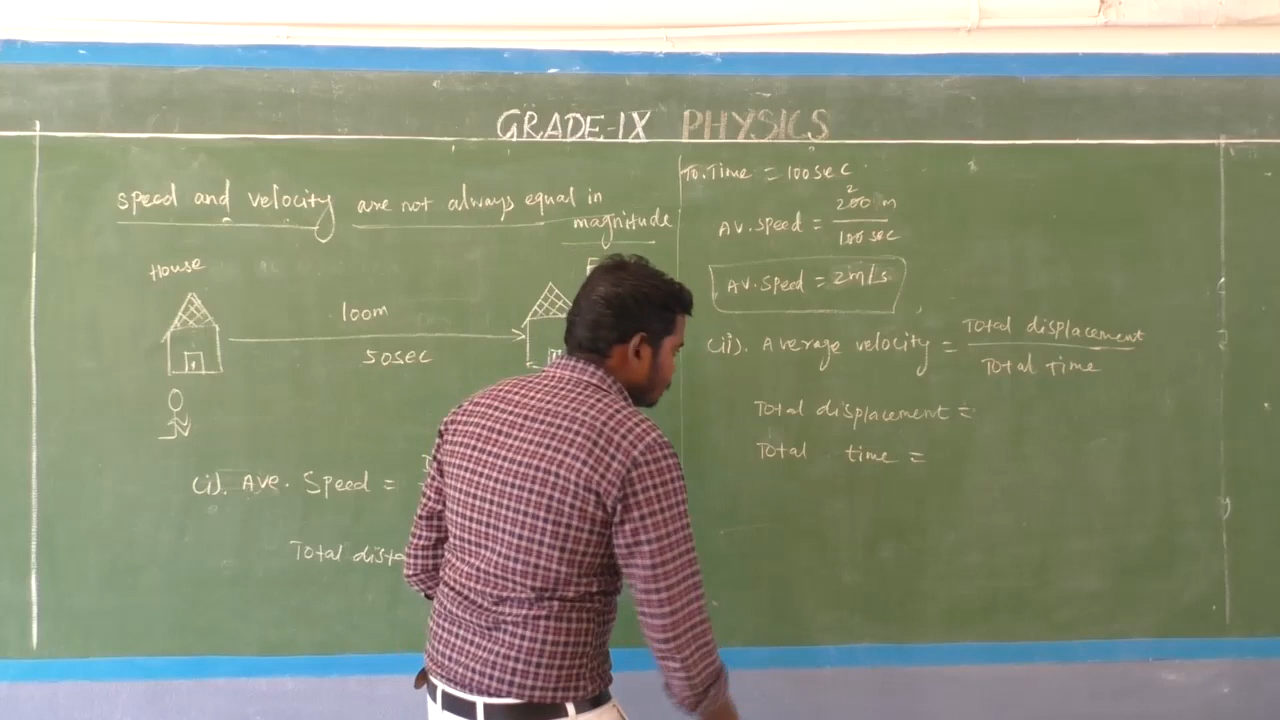 GRADE-IX PHYSICS
speed and velocity are not always equal in
magnitude
House
100m
50sec
(i). Ave. Speed =
Total dista
To.Time = 100sec
2
Av. Speed = 200 m
100 sec
Av. Speed = 2m/s
(ii). Average velocity = Total displacement
Total time
Total displacement =
Total time =